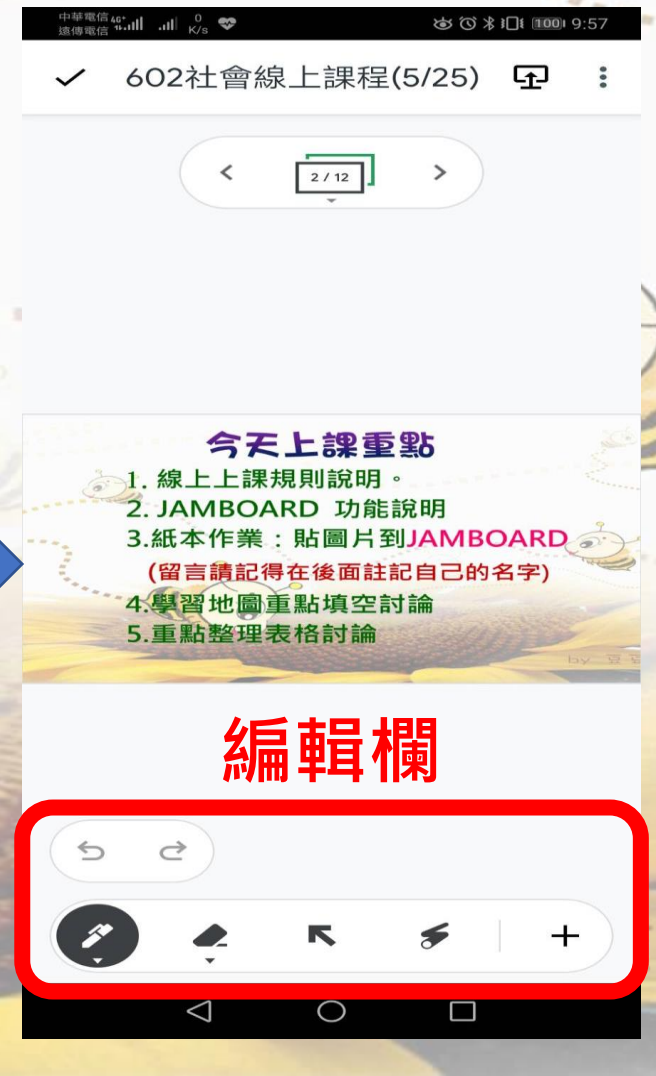 中華電信 4G+ 0 100 9:57
遠傳電信 K/s
602社會線上課程(5/25)
2 / 12
今天上課重點
1. 線上上課規則說明。
2. JAMBOARD 功能說明
3.紙本作業：貼圖片到JAMBOARD
(留言請記得在後面註記自己的名字)
4.學習地圖重點填空討論
5.重點整理表格討論
by
編輯欄